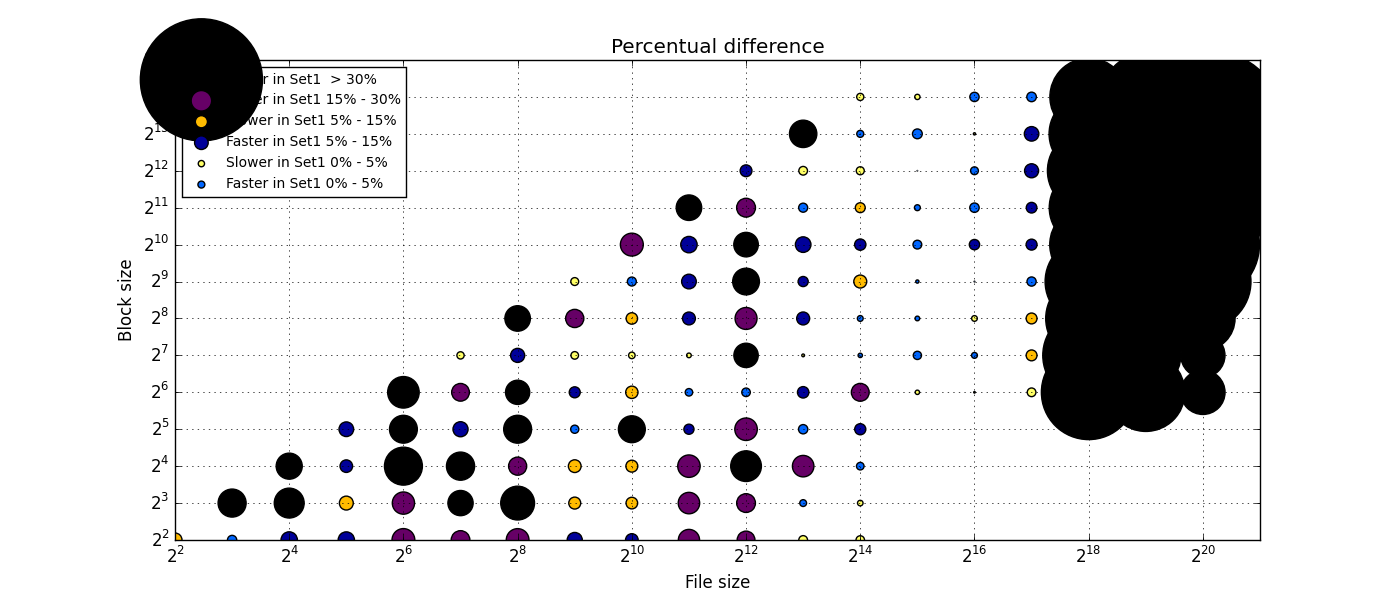 Percentual difference
in Set1 > 30%
in Set1 15% - 30%
in Set1 5% - 15%
Faster in Set1 5% - 15%
Slower in Set1 0% - 5%
Faster in Set1 0% - 5%
Block size
2^12
2^11
2^10
2^9
2^8
2^7
2^6
2^5
2^4
2^3
2^2
2^2 2^4 2^6 2^8 2^10 2^12 2^14 2^16 2^18 2^20
File size